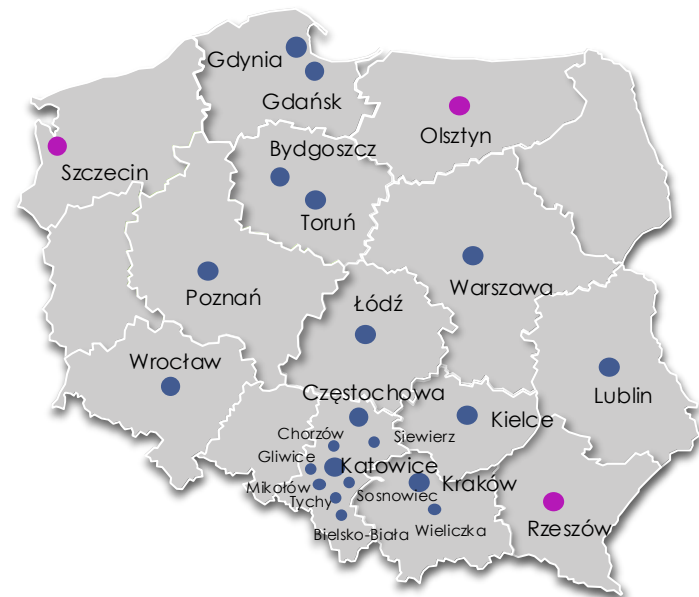 Gdynia
Gdańsk
Olsztyn
Bydgoszcz
Szczecin
Toruń
Warszawa
Poznań
Łódź
Wrocław
Lublin
Częstochowa
Kielce
Chorzów
Siewierz
Gliwice
Katowice
Mikołów
Kraków
Tychy
Sosnowiec
Rzeszów
Bielsko-Biała
Wieliczka